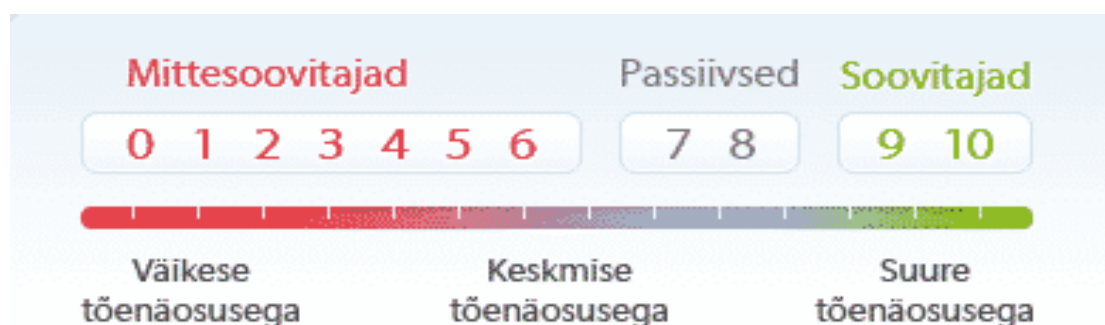 Mittesoovitajad Passiivsed Soovitajad
0 1 2 3 4 5 6 7 8 9 10
Väikese tõenäosusega
Keskmise tõenäosusega
Suure tõenäosusega